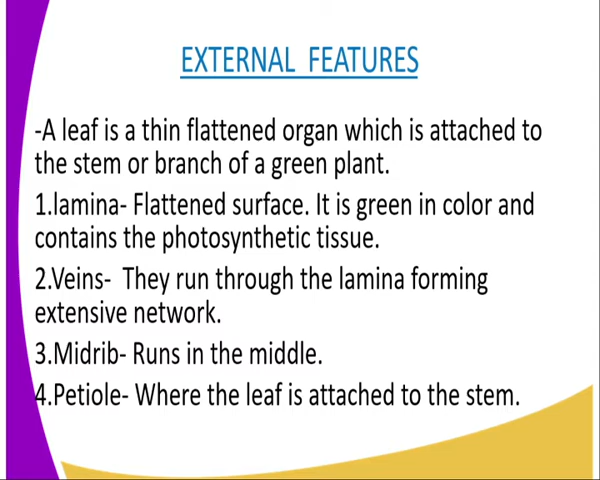 EXTERNAL FEATURES
-A leaf is a thin flattened organ which is attached to
the stem or branch of a green plant.
1.lamina- Flattened surface. It is green in color and
contains the photosynthetic tissue.
2.Veins- They run through the lamina forming
extensive network.
3.Midrib- Runs in the middle.
4.Petiole- Where the leaf is attached to the stem.